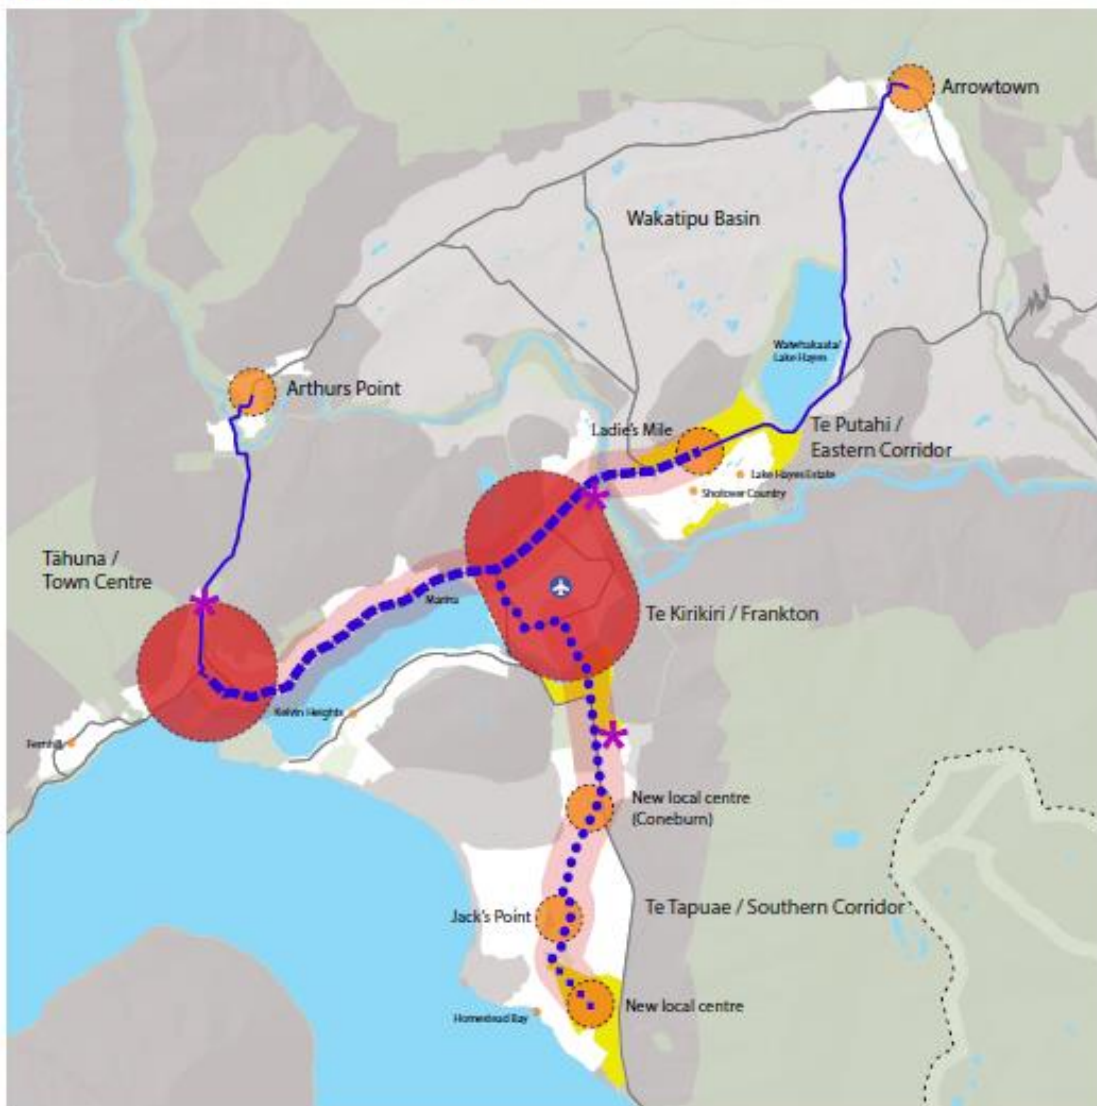 Arrowtown
Wakatipu Basin
Arthurs Point
Ladie's Mile
Te Putahi /
Eastern Corridor
Lake Hayes Estate
Shotover Country
Tāhuna /
Town Centre
Marina
Te Kirikiri / Frankton
Kelvin Heights
Fernhill
New local centre
(Coneburn)
Jack's Point
Te Tapuae / Southern Corridor
New local centre
Homestead Bay
Lake Hayes